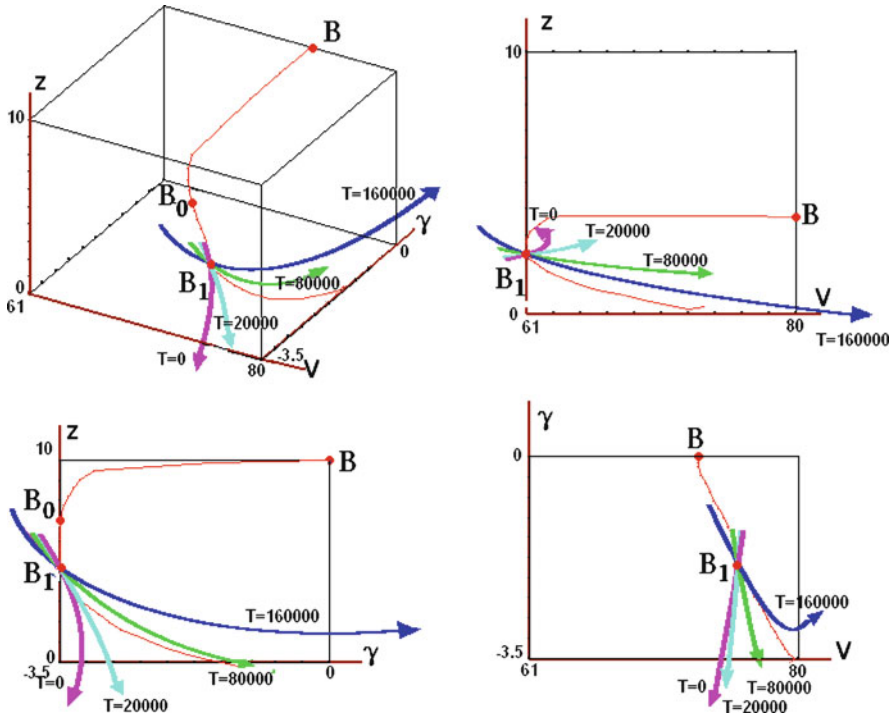 z
B
10
B0
T=160000
γ
0
B1
T=80000
0
61
T=20000
T=0
80
-3.5
V
z
10
T=0
T=20000
B
B1
T=80000
V
0
61
80
T=160000
z
10
B
B0
B1
T=160000
0
-3.5
T=0
T=80000
0
γ
T=20000
γ
B
0
B1
T=160000
-3.5
61
80
V
T=0
T=80000
T=20000